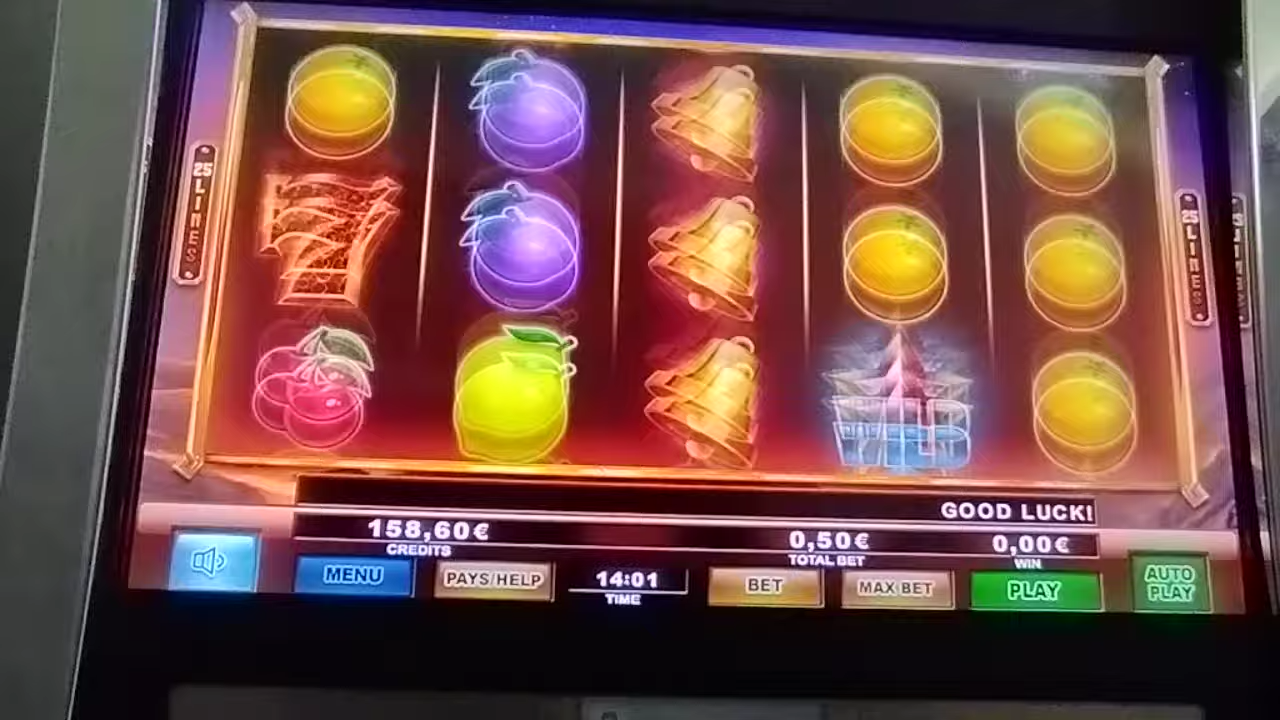 25 LINES
7
WILD
25 LINES
GOOD LUCK!
158,60€
CREDITS
0,50€
TOTAL BET
0,00€
WIN
MENU
PAYS/HELP
14:01
TIME
BET
MAX BET
PLAY
AUTO
PLAY